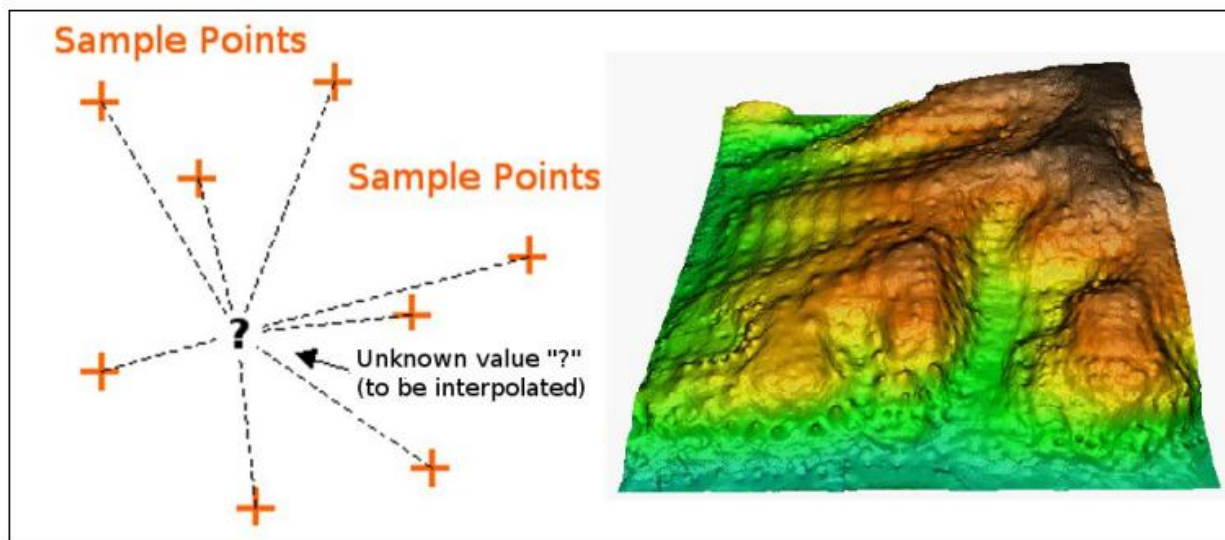 Sample Points
Sample Points
?
Unknown value "?"
(to be interpolated)